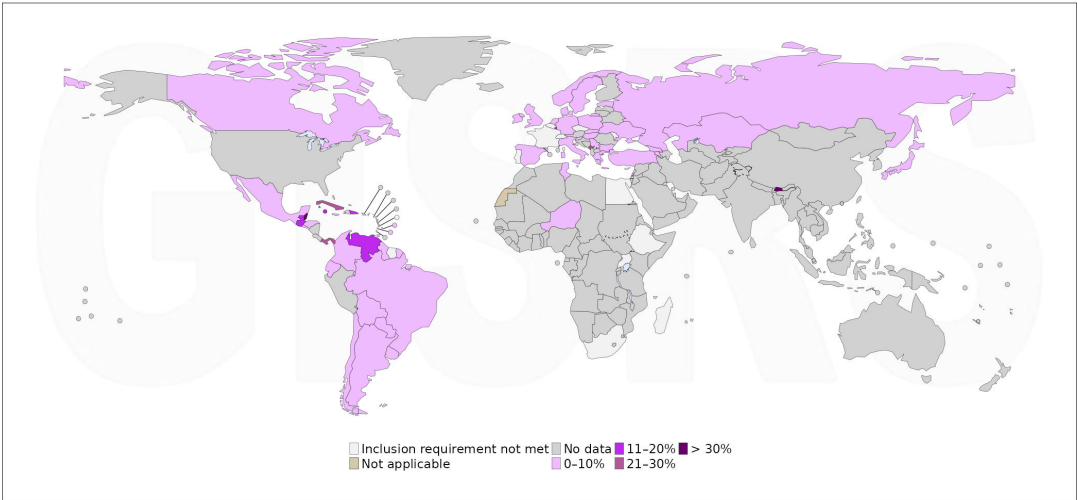 GISRS
Inclusion requirement not met No data 11–20% > 30%
Not applicable 0–10% 21–30%